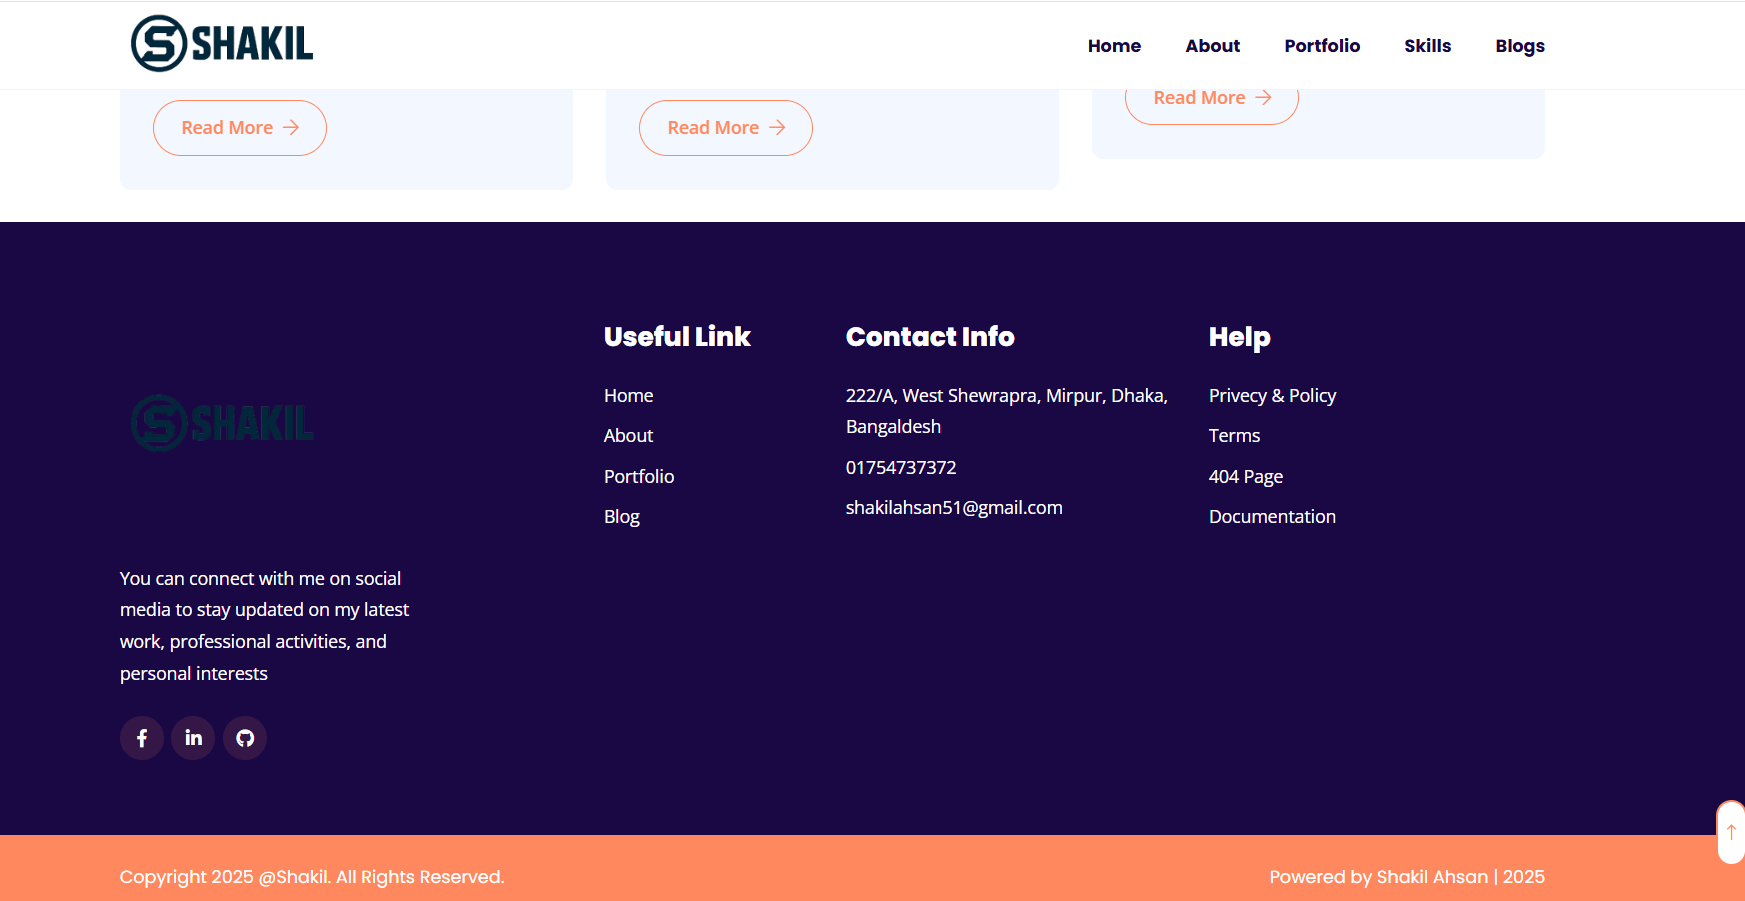 SHAKIL
Home About Portfolio Skills Blogs
Read More
Read More
Read More
SHAKIL
You can connect with me on social
media to stay updated on my latest
work, professional activities, and
personal interests
Useful Link
Home
About
Portfolio
Blog
Contact Info
222/A, West Shewrapra, Mirpur, Dhaka,
Bangaldesh
01754737372
shakilahsan51@gmail.com
Help
Privecy & Policy
Terms
404 Page
Documentation
Copyright 2025 @Shakil. All Rights Reserved.
Powered by Shakil Ahsan | 2025